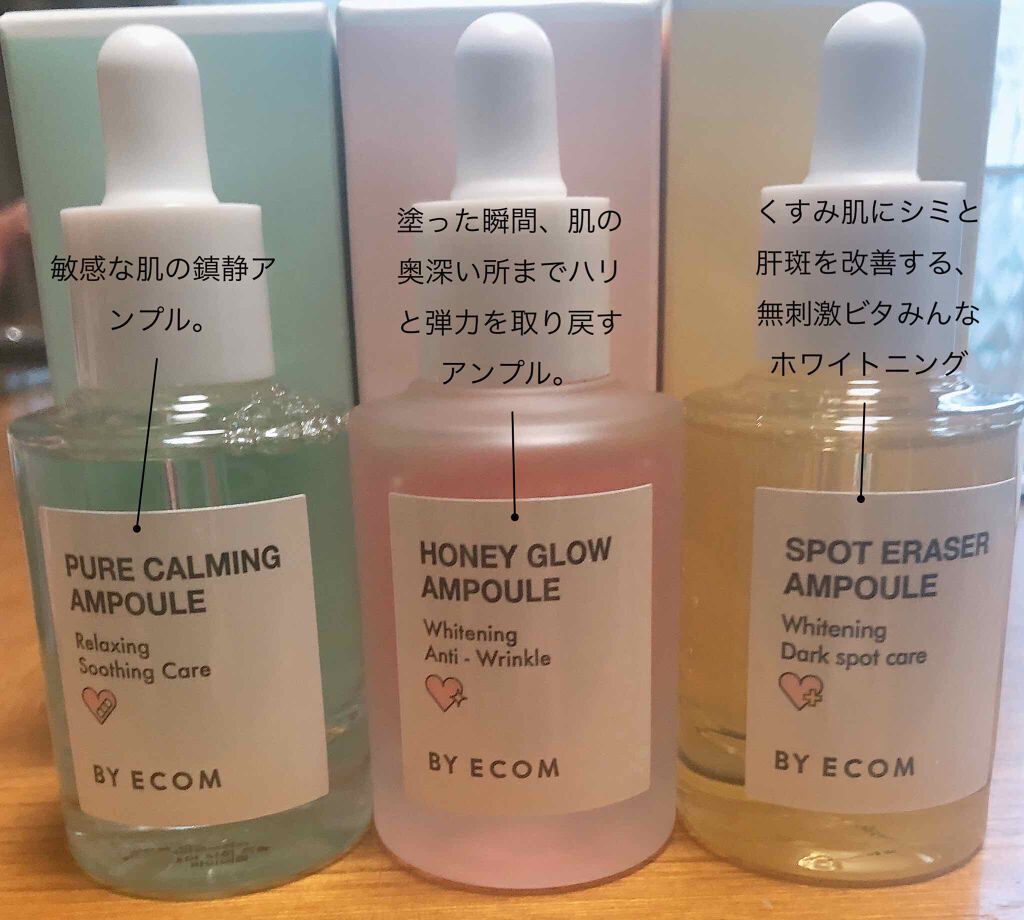 敏感な肌の鎮静ア
ンプル。
PURE CALMING
AMPOULE
Relaxing
Soothing Care
BY ECOM
塗った瞬間、肌の
奥深い所までハリ
と弾力を取り戻す
アンプル。
HONEY GLOW
AMPOULE
Whitening
Anti - Wrinkle
BY ECOM
くすみ肌にシミと
肝斑を改善する、
無刺激ビタみんな
ホワイトニング
SPOT ERASER
AMPOULE
Whitening
Dark spot care
BY ECOM